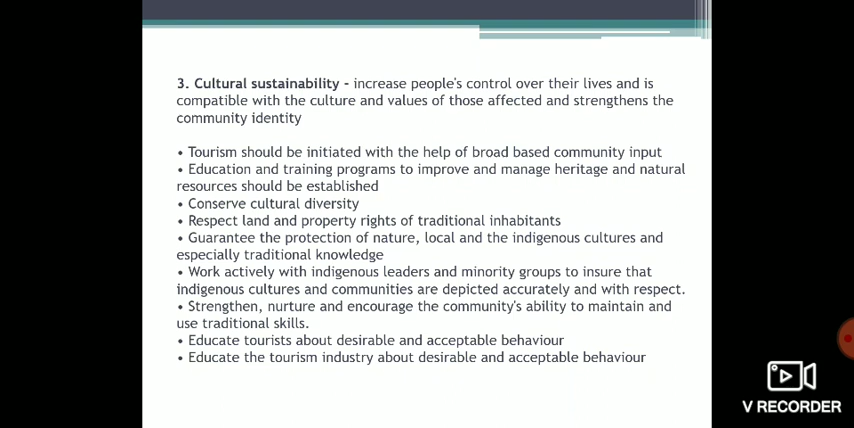 3. Cultural sustainability - increase people's control over their lives and is
compatible with the culture and values of those affected and strengthens the
community identity
• Tourism should be initiated with the help of broad based community input
• Education and training programs to improve and manage heritage and natural
resources should be established
• Conserve cultural diversity
• Respect land and property rights of traditional inhabitants
• Guarantee the protection of nature, local and the indigenous cultures and
especially traditional knowledge
• Work actively with indigenous leaders and minority groups to insure that
indigenous cultures and communities are depicted accurately and with respect.
• Strengthen, nurture and encourage the community's ability to maintain and
use traditional skills.
• Educate tourists about desirable and acceptable behaviour
• Educate the tourism industry about desirable and acceptable behaviour
V RECORDER